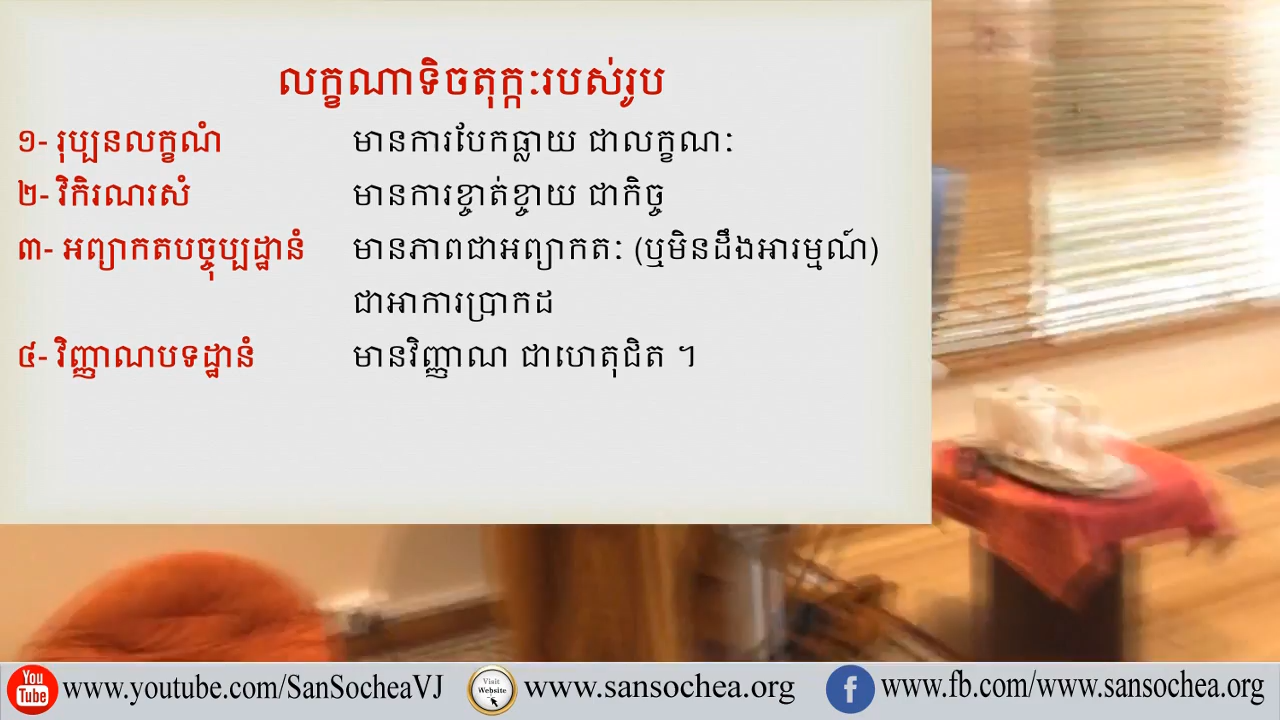 លក្ខណាទិចតុក្កៈរបស់រូប
១- រុប្បនលក្ខណំ មានការបែកធ្លាយ ជាលក្ខណៈ
២- វិកិរណរសំ មានការខ្ចាត់ខ្ចាយ ជាកិច្ច
៣- អព្យាកតបច្ចុប្បដ្ឋានំ មានភាពជាអព្យាកតៈ (ឬមិនដឹងអារម្មណ៍)
ជាអាការប្រាកដ
៤- វិញ្ញាណបទដ្ឋានំ មានវិញ្ញាណ ជាហេតុជិត ។
You Tube www.youtube.com/SanSocheaVJ Visit Website www.sansochea.org f www.fb.com/www.sansochea.org